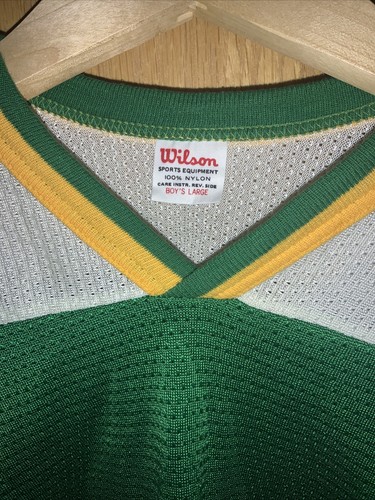 Wilson
SPORTS EQUIPMENT
100% NYLON
CARE INSTR. REV. SIDE
BOY'S LARGE